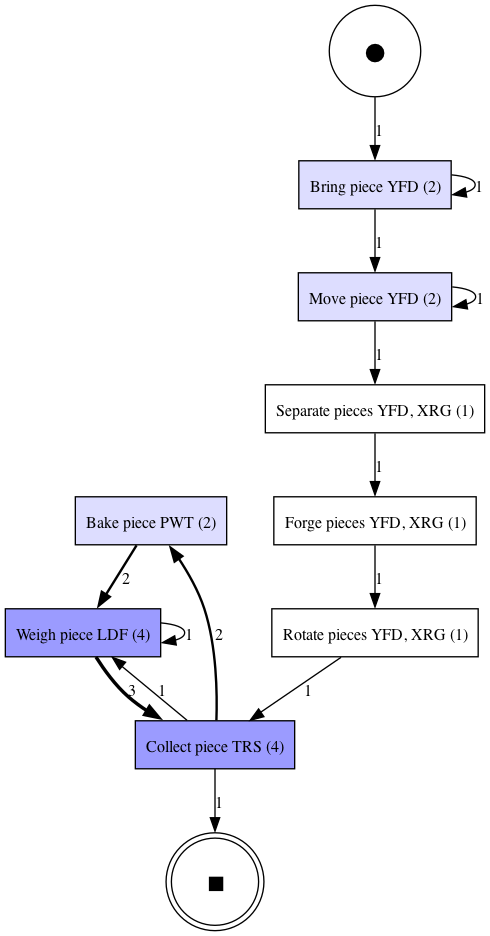 1
Bring piece YFD (2)
1
1
Move piece YFD (2)
1
1
Separate pieces YFD, XRG (1)
1
Bake piece PWT (2)
Forge pieces YFD, XRG (1)
2
1
Weigh piece LDF (4)
1
2
Rotate pieces YFD, XRG (1)
3
1
1
Collect piece TRS (4)
1